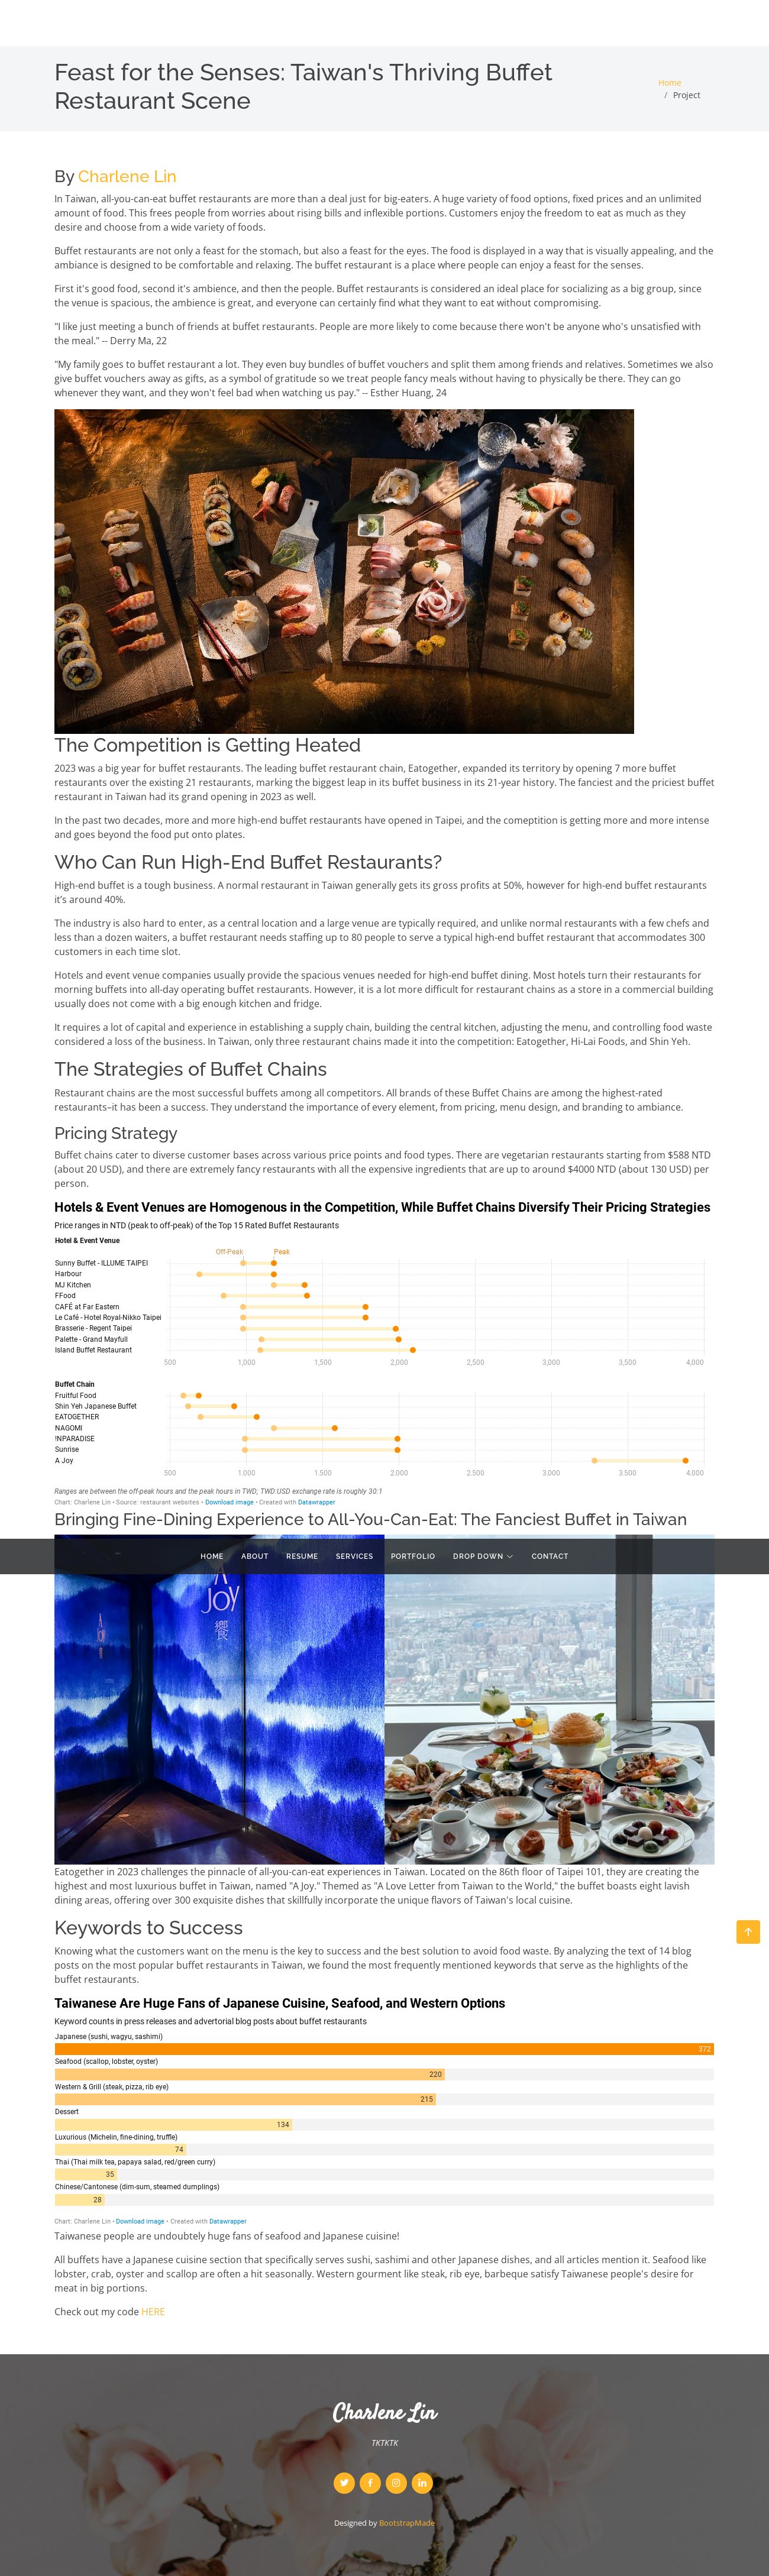 Feast for the Senses: Taiwan's Thriving Buffet
Restaurant Scene
Home
/ Project
By Charlene Lin
In Taiwan, all-you-can-eat buffet restaurants are more than a deal just for big-eaters. A huge variety of food options, fixed prices and an unlimited
amount of food. This frees people from worries about rising bills and inflexible portions. Customers enjoy the freedom to eat as much as they
desire and choose from a wide variety of foods.
Buffet restaurants are not only a feast for the stomach, but also a feast for the eyes. The food is displayed in a way that is visually appealing, and the
ambiance is designed to be comfortable and relaxing. The buffet restaurant is a place where people can enjoy a feast for the senses.
First it's good food, second it's ambience, and then the people. Buffet restaurants is considered an ideal place for socializing as a big group, since
the venue is spacious, the ambience is great, and everyone can certainly find what they want to eat without compromising.
"I like just meeting a bunch of friends at buffet restaurants. People are more likely to come because there won't be anyone who's unsatisfied with
the meal." -- Derry Ma, 22
"My family goes to buffet restaurant a lot. They even buy bundles of buffet vouchers and split them among friends and relatives. Sometimes we also
give buffet vouchers away as gifts, as a symbol of gratitude so we treat people fancy meals without having to physically be there. They can go
whenever they want, and they won't feel bad when watching us pay." -- Esther Huang, 24
The Competition is Getting Heated
2023 was a big year for buffet restaurants. The leading buffet restaurant chain, Eatogether, expanded its territory by opening 7 more buffet
restaurants over the existing 21 restaurants, marking the biggest leap in its buffet business in its 21-year history. The fanciest and the priciest buffet
restaurant in Taiwan had its grand opening in 2023 as well.
In the past two decades, more and more high-end buffet restaurants have opened in Taipei, and the comeptition is getting more and more intense
and goes beyond the food put onto plates.
Who Can Run High-End Buffet Restaurants?
High-end buffet is a tough business. A normal restaurant in Taiwan generally gets its gross profits at 50%, however for high-end buffet restaurants
it's around 40%.
The industry is also hard to enter, as a central location and a large venue are typically required, and unlike normal restaurants with a few chefs and
less than a dozen waiters, a buffet restaurant needs staffing up to 80 people to serve a typical high-end buffet restaurant that accommodates 300
customers in each time slot.
Hotels and event venue companies usually provide the spacious venues needed for high-end buffet dining. Most hotels turn their restaurants for
morning buffets into all-day operating buffet restaurants. However, it is a lot more difficult for restaurant chains as a store in a commercial building
usually does not come with a big enough kitchen and fridge.
It requires a lot of capital and experience in establishing a supply chain, building the central kitchen, adjusting the menu, and controlling food waste
considered a loss of the business. In Taiwan, only three restaurant chains made it into the competition: Eatogether, Hi-Lai Foods, and Shin Yeh.
The Strategies of Buffet Chains
Restaurant chains are the most successful buffets among all competitors. All brands of these Buffet Chains are among the highest-rated
restaurants–it has been a success. They understand the importance of every element, from pricing, menu design, and branding to ambiance.
Pricing Strategy
Buffet chains cater to diverse customer bases across various price points and food types. There are vegetarian restaurants starting from $588 NTD
(about 20 USD), and there are extremely fancy restaurants with all the expensive ingredients that are up to around $4000 NTD (about 130 USD) per
person.
Hotels & Event Venues are Homogenous in the Competition, While Buffet Chains Diversify Their Pricing Strategies
Price ranges in NTD (peak to off-peak) of the Top 15 Rated Buffet Restaurants
Hotel & Event Venue
Off-Peak Peak
Sunny Buffet - ILLUME TAIPEI
Harbour
MJ Kitchen
FFood
CAFÉ at Far Eastern
Le Café - Hotel Royal-Nikko Taipei
Brasserie - Regent Taipei
Palette - Grand Mayfull
Island Buffet Restaurant
500 1,000 1,500 2,000 2,500 3,000 3,500 4,000
Buffet Chain
Fruitful Food
Shin Yeh Japanese Buffet
EATOGETHER
NAGOMI
!NPARADISE
Sunrise
A Joy
500 1.000 1.500 2.000 2.500 3.000 3.500 4.000
Ranges are between the off-peak hours and the peak hours in TWD; TWD:USD exchange rate is roughly 30:1
Chart: Charlene Lin • Source: restaurant websites • Download image • Created with Datawrapper
Bringing Fine-Dining Experience to All-You-Can-Eat: The Fanciest Buffet in Taiwan
HOME ABOUT RESUME SERVICES PORTFOLIO DROP DOWN CONTACT
A
JOY
饗
Eatogether in 2023 challenges the pinnacle of all-you-can-eat experiences in Taiwan. Located on the 86th floor of Taipei 101, they are creating the
highest and most luxurious buffet in Taiwan, named "A Joy." Themed as "A Love Letter from Taiwan to the World," the buffet boasts eight lavish
dining areas, offering over 300 exquisite dishes that skillfully incorporate the unique flavors of Taiwan's local cuisine.
Keywords to Success
Knowing what the customers want on the menu is the key to success and the best solution to avoid food waste. By analyzing the text of 14 blog
posts on the most popular buffet restaurants in Taiwan, we found the most frequently mentioned keywords that serve as the highlights of the
buffet restaurants.
Taiwanese Are Huge Fans of Japanese Cuisine, Seafood, and Western Options
Keyword counts in press releases and advertorial blog posts about buffet restaurants
Japanese (sushi, wagyu, sashimi)
372
Seafood (scallop, lobster, oyster)
220
Western & Grill (steak, pizza, rib eye)
215
Dessert
134
Luxurious (Michelin, fine-dining, truffle)
74
Thai (Thai milk tea, papaya salad, red/green curry)
35
Chinese/Cantonese (dim-sum, steamed dumplings)
28
Chart: Charlene Lin • Download image • Created with Datawrapper
Taiwanese people are undoubtely huge fans of seafood and Japanese cuisine!
All buffets have a Japanese cuisine section that specifically serves sushi, sashimi and other Japanese dishes, and all articles mention it. Seafood like
lobster, crab, oyster and scallop are often a hit seasonally. Western gourment like steak, rib eye, barbeque satisfy Taiwanese people's desire for
meat in big portions.
Check out my code HERE
Charlene Lin
TKTKTK
Designed by BootstrapMade